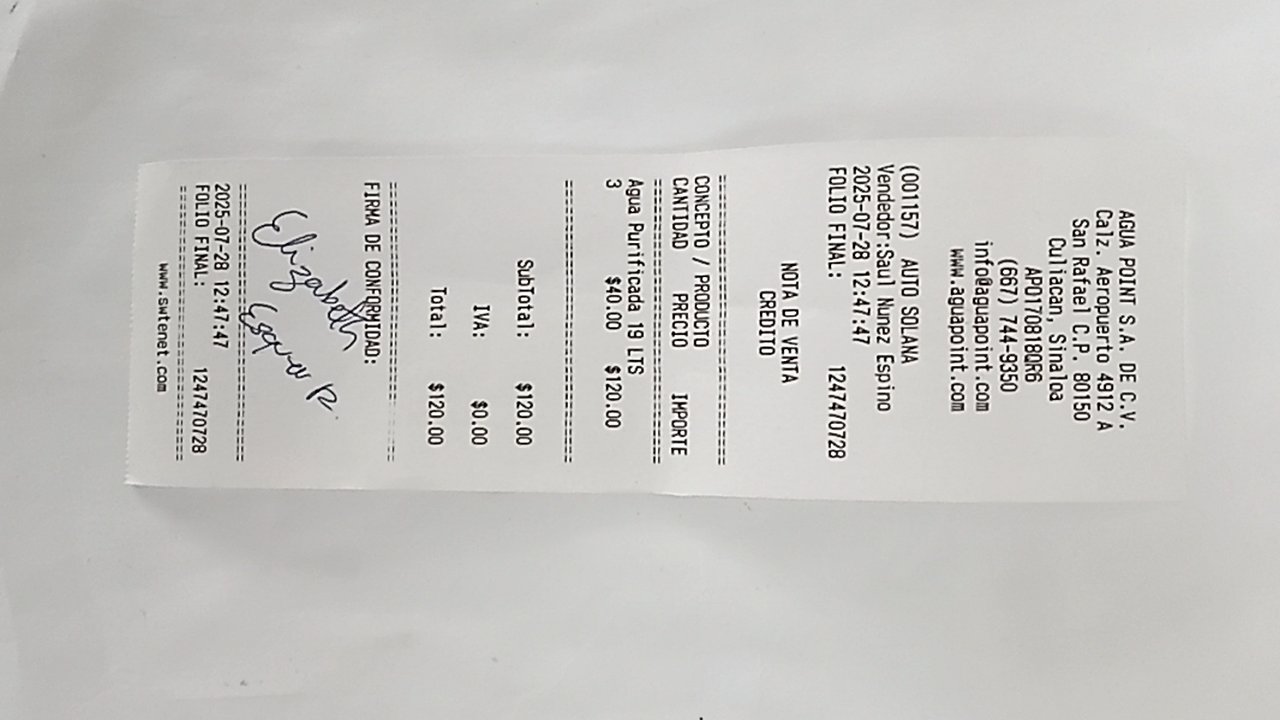 AGUA POINT S.A. DE C.V.
Calz. Aeropuerto 4912 A
San Rafael C.P. 80150
Culiacan, Sinaloa
APO170818QR6
(667) 744-9350
info@aguapoint.com
www.aguapoint.com
(001157) AUTO SOLANA
Vendedor:Saul Nunez Espino
2025-07-28 12:47:47
FOLIO FINAL: 1247470728
NOTA DE VENTA
CREDITO
================================
CONCEPTO / PRODUCTO
CANTIDAD PRECIO IMPORTE
================================
Agua Purificada 19 LTS
3 $40.00 $120.00
================================
SubTotal: $120.00
IVA: $0.00
Total: $120.00
================================
FIRMA DE CONFORMIDAD:
Elizabeth
================================
2025-07-28 12:47:47
FOLIO FINAL: 1247470728
================================
www.swtenet.com